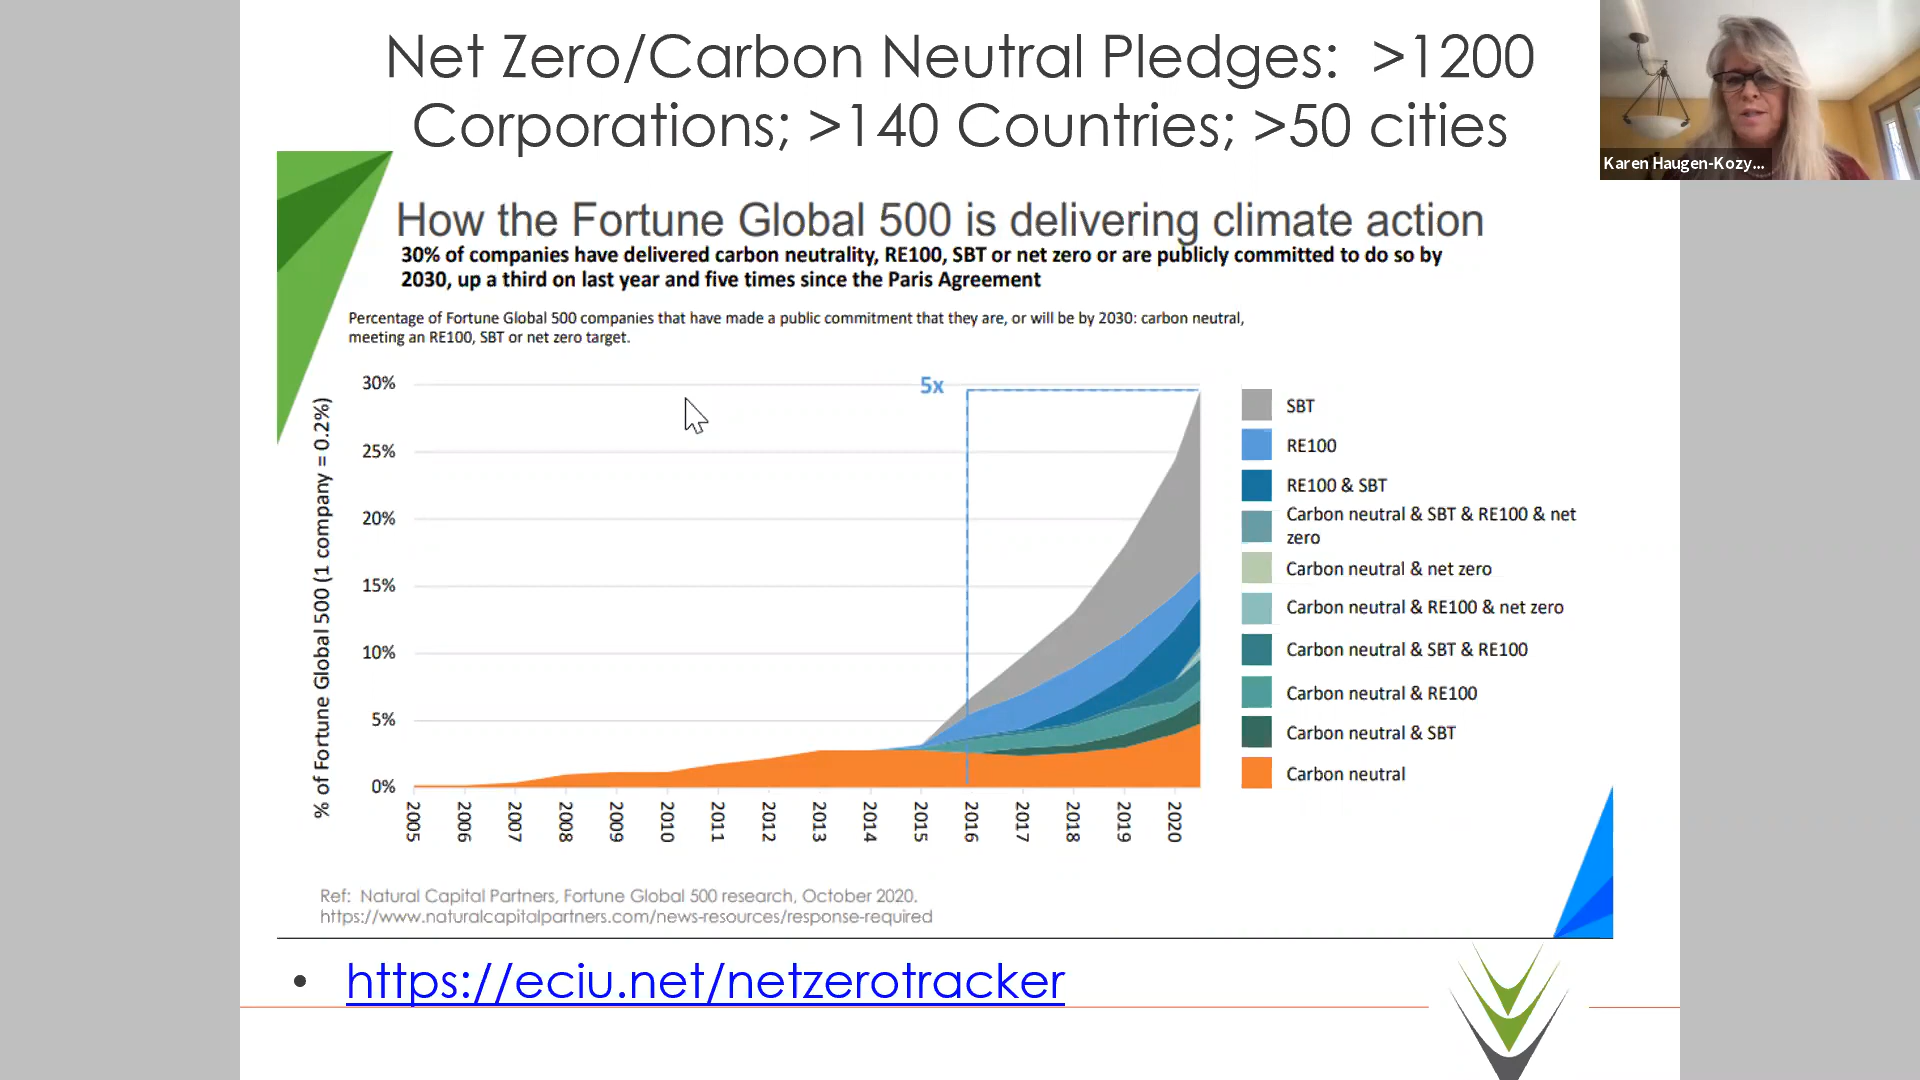 Net Zero/Carbon Neutral Pledges: >1200
Corporations; >140 Countries; >50 cities
Karen Haugen-Kozy...
How the Fortune Global 500 is delivering climate action
30% of companies have delivered carbon neutrality, RE100, SBT or net zero or are publicly committed to do so by
2030, up a third on last year and five times since the Paris Agreement
Percentage of Fortune Global 500 companies that have made a public commitment that they are, or will be by 2030: carbon neutral,
meeting an RE100, SBT or net zero target.
% of Fortune Global 500 (1 company = 0.2%)
30%
25%
20%
15%
10%
5%
0%
5x
2005
2006
2007
2008
2009
2010
2011
2012
2013
2014
2015
2016
2017
2018
2019
2020
SBT
RE100
RE100 & SBT
Carbon neutral & SBT & RE100 & net
zero
Carbon neutral & net zero
Carbon neutral & RE100 & net zero
Carbon neutral & SBT & RE100
Carbon neutral & RE100
Carbon neutral & SBT
Carbon neutral
Ref: Natural Capital Partners, Fortune Global 500 research, October 2020.
https://www.naturalcapitalpartners.com/news-resources/response-required
• https://eciu.net/netzerotracker